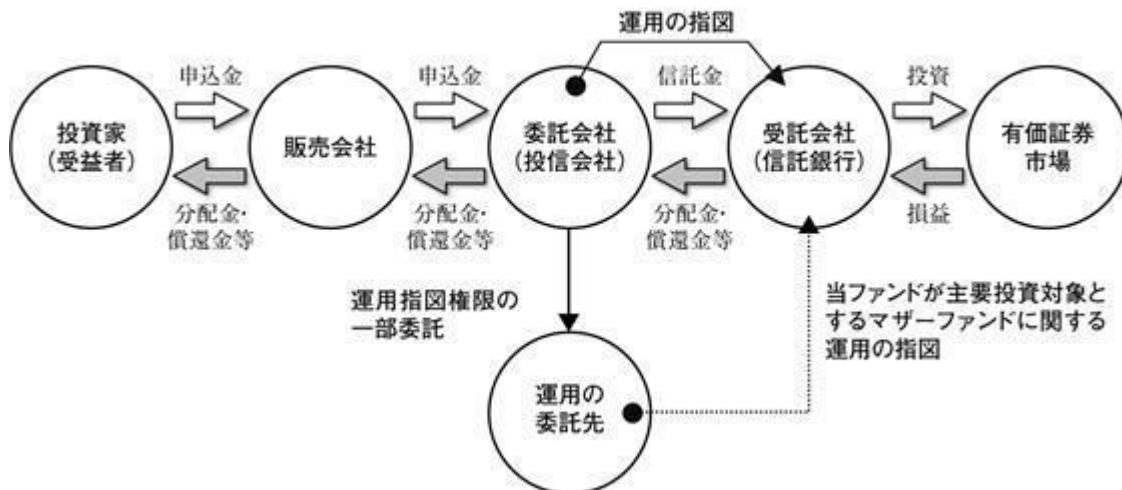 運用の指図
申込金
申込金
信託金
投資
投資家
(受益者)
販売会社
委託会社
(投信会社)
受託会社
(信託銀行)
有価証券
市場
分配金・
償還金等
分配金・
償還金等
分配金・
償還金等
損益
運用指図権限の
一部委託
当ファンドが主要投資対象と
するマザーファンドに関する
運用の指図
運用の
委託先